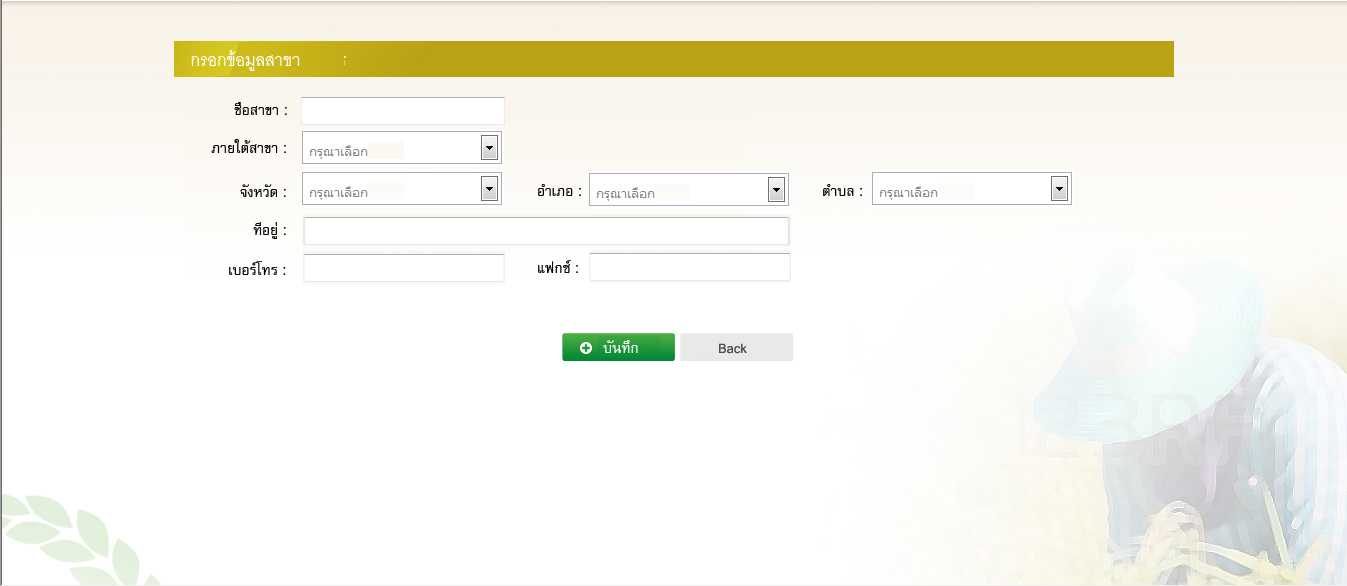 กรอกข้อมูลสาขา
ชื่อสาขา :
ภายใต้สาขา : กรุณาเลือก
จังหวัด : กรุณาเลือก อำเภอ : กรุณาเลือก ตำบล : กรุณาเลือก
ที่อยู่ :
เบอร์โทร : แฟกซ์ :
บันทึก Back